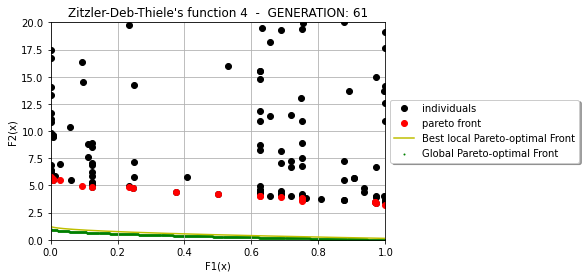 Zitzler-Deb-Thiele's function 4  -  GENERATION: 61
20.0
17.5
15.0
12.5
10.0
7.5
5.0
2.5
0.0
F2(x)
0.0 0.2 0.4 0.6 0.8 1.0
F1(x)
individuals
pareto front
Best local Pareto-optimal Front
Global Pareto-optimal Front